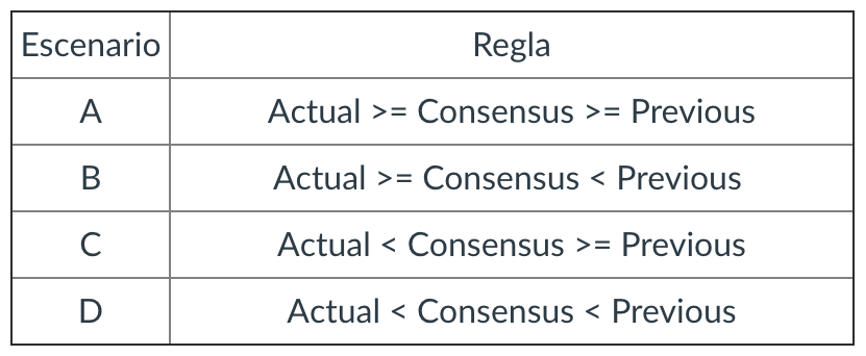 Escenario Regla
A Actual >= Consensus >= Previous
B Actual >= Consensus < Previous
C Actual < Consensus >= Previous
D Actual < Consensus < Previous